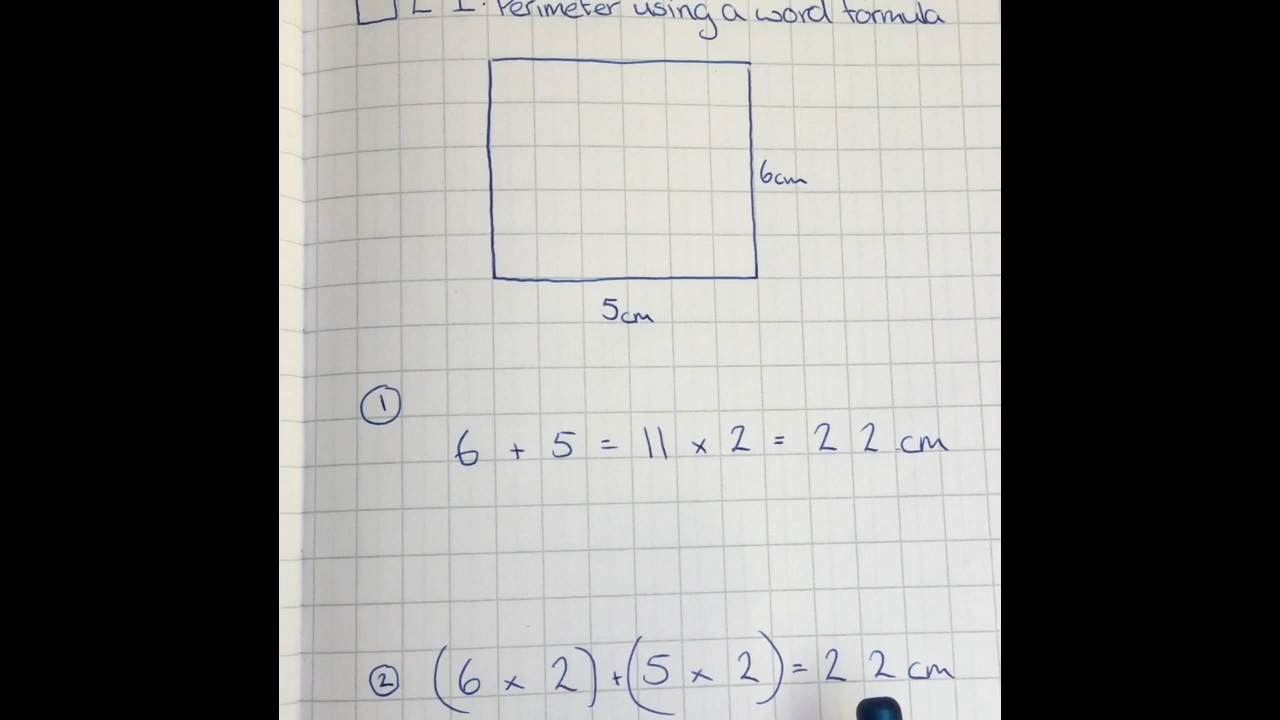 L I: Perimeter using a word formula
6cm
5cm
① 6 + 5 = 11 x 2 = 22 cm
② (6 x 2) + (5 x 2) = 22 cm